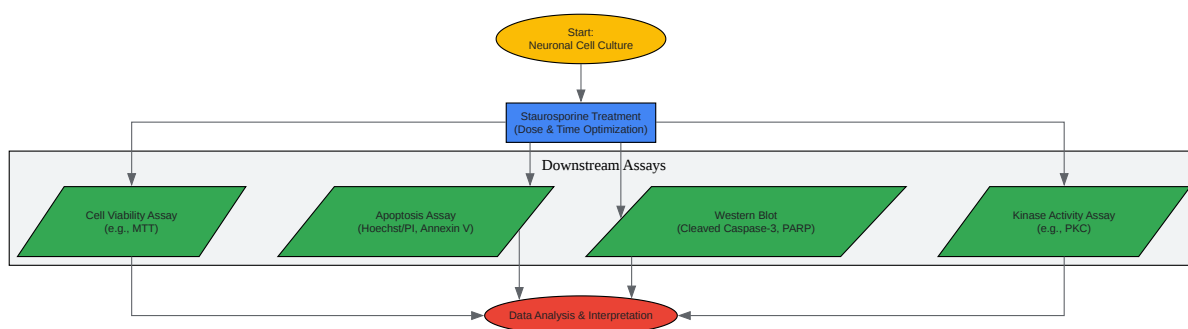 Start:
Neuronal Cell Culture
Staurosporine Treatment
(Dose & Time Optimization)
Downstream Assays
Cell Viability Assay
(e.g., MTT)
Apoptosis Assay
(Hoechst/PI, Annexin V)
Western Blot
(Cleaved Caspase-3, PARP)
Kinase Activity Assay
(e.g., PKC)
Data Analysis & Interpretation